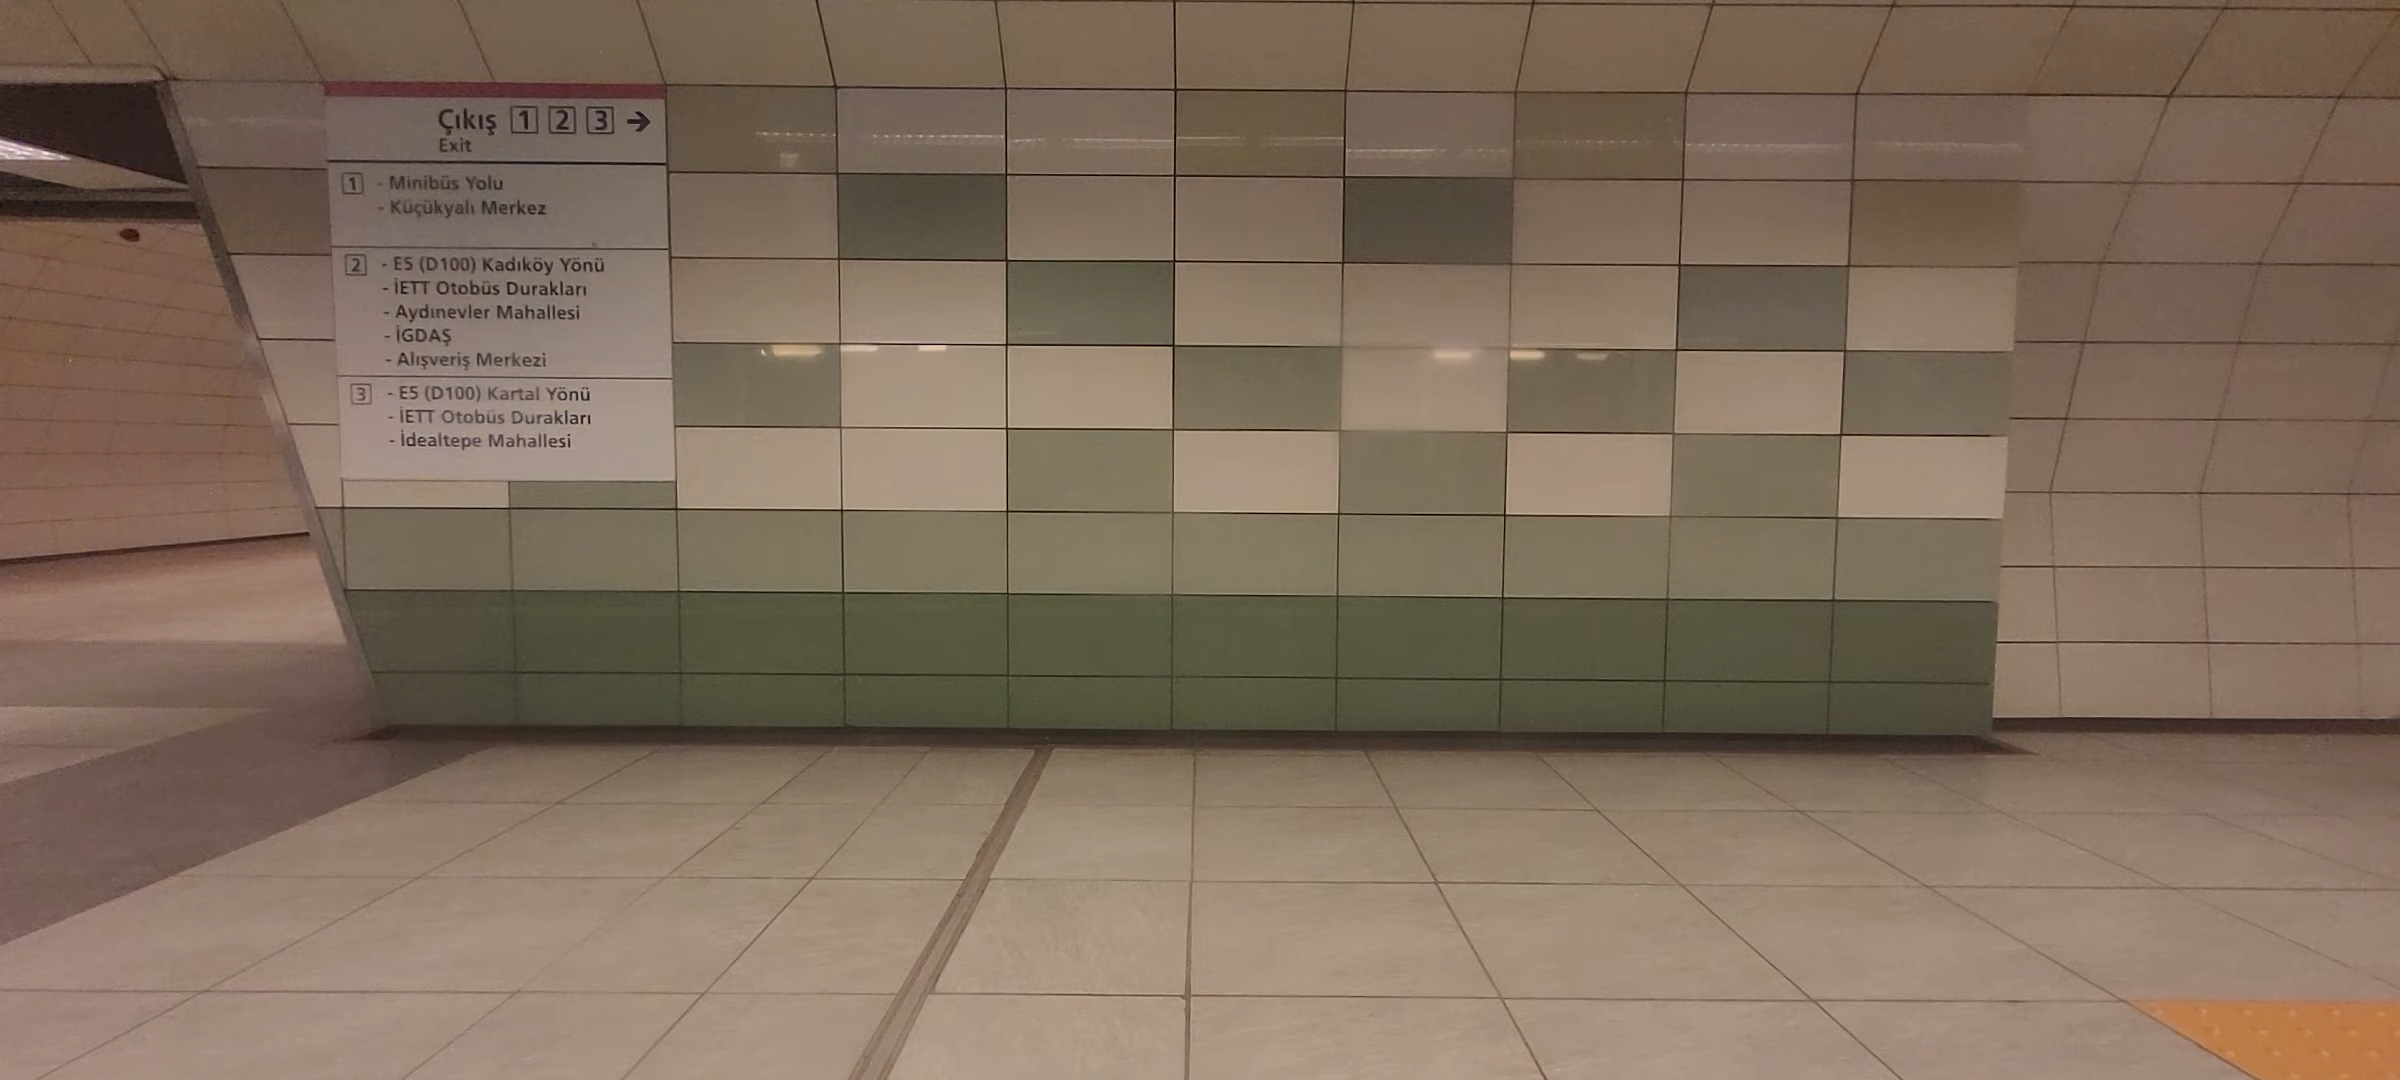 Çıkış 1 2 3 →
Exit
1 - Minibüs Yolu
- Küçükyalı Merkez
2 - E5 (D100) Kadıköy Yönü
- İETT Otobüs Durakları
- Aydınevler Mahallesi
- İGDAŞ
- Alışveriş Merkezi
3 - E5 (D100) Kartal Yönü
- İETT Otobüs Durakları
- İdealtepe Mahallesi